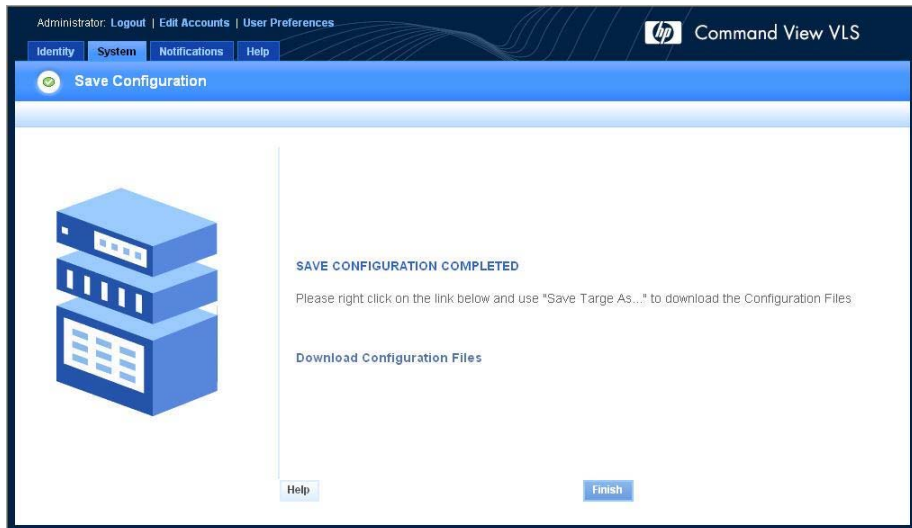 Administrator: Logout | Edit Accounts | User Preferences
hp Command View VLS
Identity System Notifications Help
Save Configuration
SAVE CONFIGURATION COMPLETED
Please right click on the link below and use "Save Targe As..." to download the Configuration Files
Download Configuration Files
Help Finish